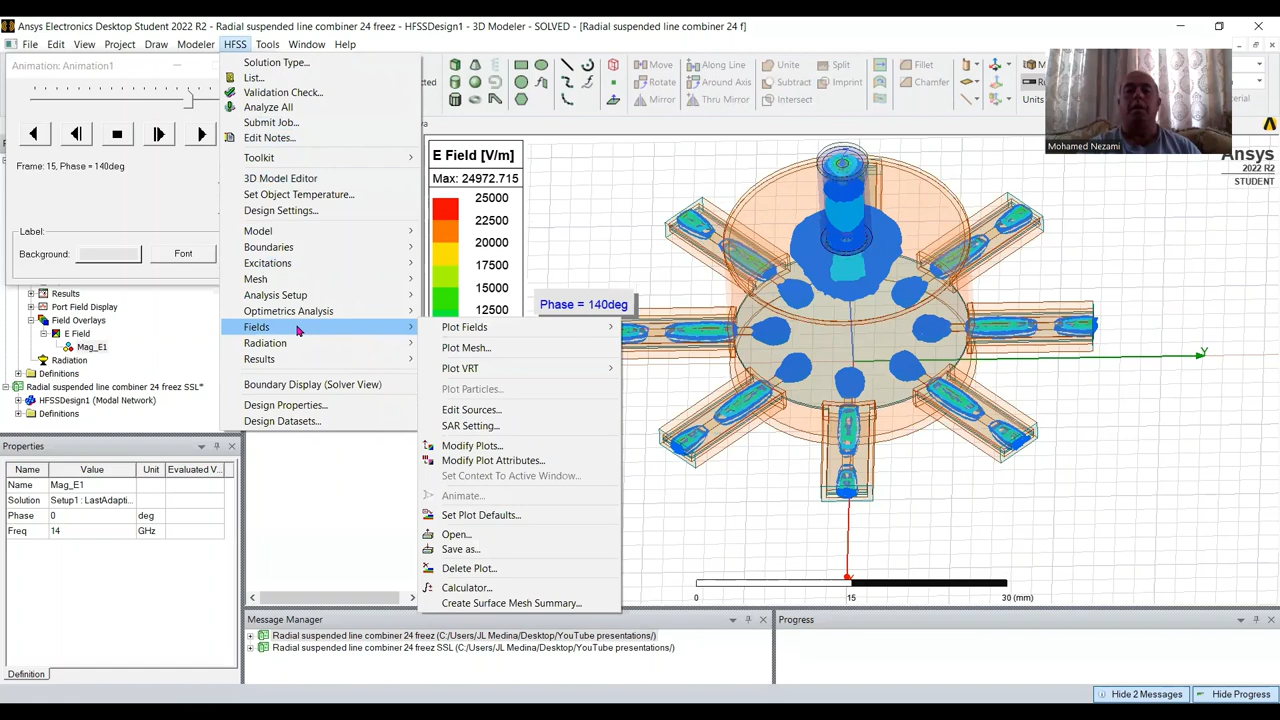 Ansys Electronics Desktop Student 2022 R2 - Radial suspended line combiner 24 freez - HFSSDesign1 - 3D Modeler - SOLVED - [Radial suspended line combiner 24 f]
File Edit View Project Draw Modeler HFSS Tools Window Help
Animation: Animation1
Frame: 15, Phase = 140deg
Label:
Background:
Font
Results
Port Field Display
Field Overlays
E Field
Mag_E1
Radiation
Definitions
Radial suspended line combiner 24 freez SSL*
HFSSDesign1 (Modal Network)
Definitions
Solution Type...
List...
Validation Check...
Analyze All
Submit Job...
Edit Notes...
Toolkit
3D Model Editor
Set Object Temperature...
Design Settings...
Model
Boundaries
Excitations
Mesh
Analysis Setup
Optimetrics Analysis
Fields
Radiation
Results
Boundary Display (Solver View)
Design Properties...
Design Datasets...
Plot Fields
Plot Mesh...
Plot VRT
Plot Particles...
Edit Sources...
SAR Setting...
Modify Plots...
Modify Plot Attributes...
Set Context To Active Window...
Animate...
Set Plot Defaults...
Open...
Save as...
Delete Plot...
Calculator...
Create Surface Mesh Summary...
Move Along Line Unite Split Fillet
Rotate Around Axis Subtract Imprint Chamfer
Mirror Thru Mirror Intersect
Units
Mohamed Nezami
Ansys
2022 R2
STUDENT
E Field [V/m]
Max: 24972.715
25000
22500
20000
17500
15000
12500
Phase = 140deg
Y
0 15 30 (mm)
Properties
Name Value Unit Evaluated V...
Name Mag_E1
Solution Setup1 : LastAdapti...
Phase 0 deg
Freq 14 GHz
Definition
Message Manager
Radial suspended line combiner 24 freez (C:/Users/JL Medina/Desktop/YouTube presentations/)
Radial suspended line combiner 24 freez SSL (C:/Users/JL Medina/Desktop/YouTube presentations/)
Progress
Hide 2 Messages
Hide Progress